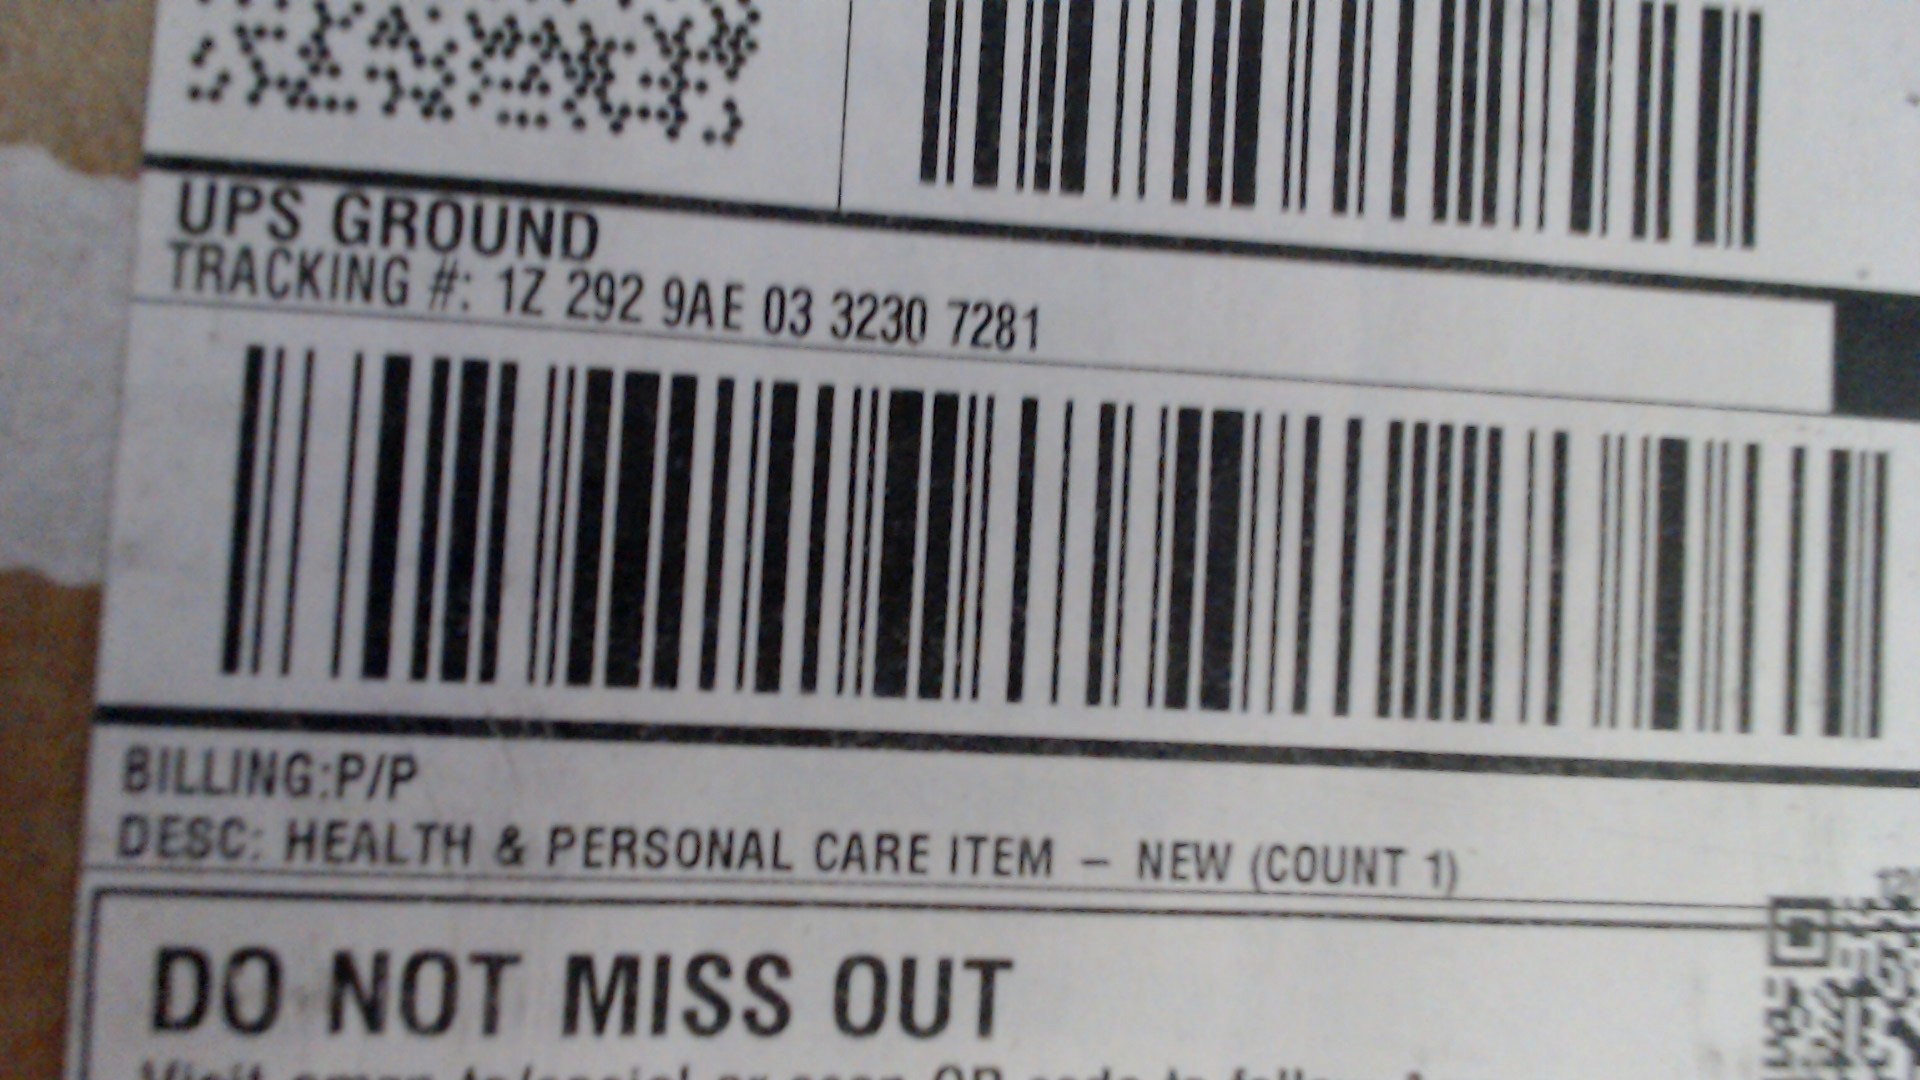 UPS GROUND
TRACKING #: 1Z 292 9AE 03 3230 7281
BILLING:P/P
DESC: HEALTH & PERSONAL CARE ITEM – NEW (COUNT 1)
DO NOT MISS OUT